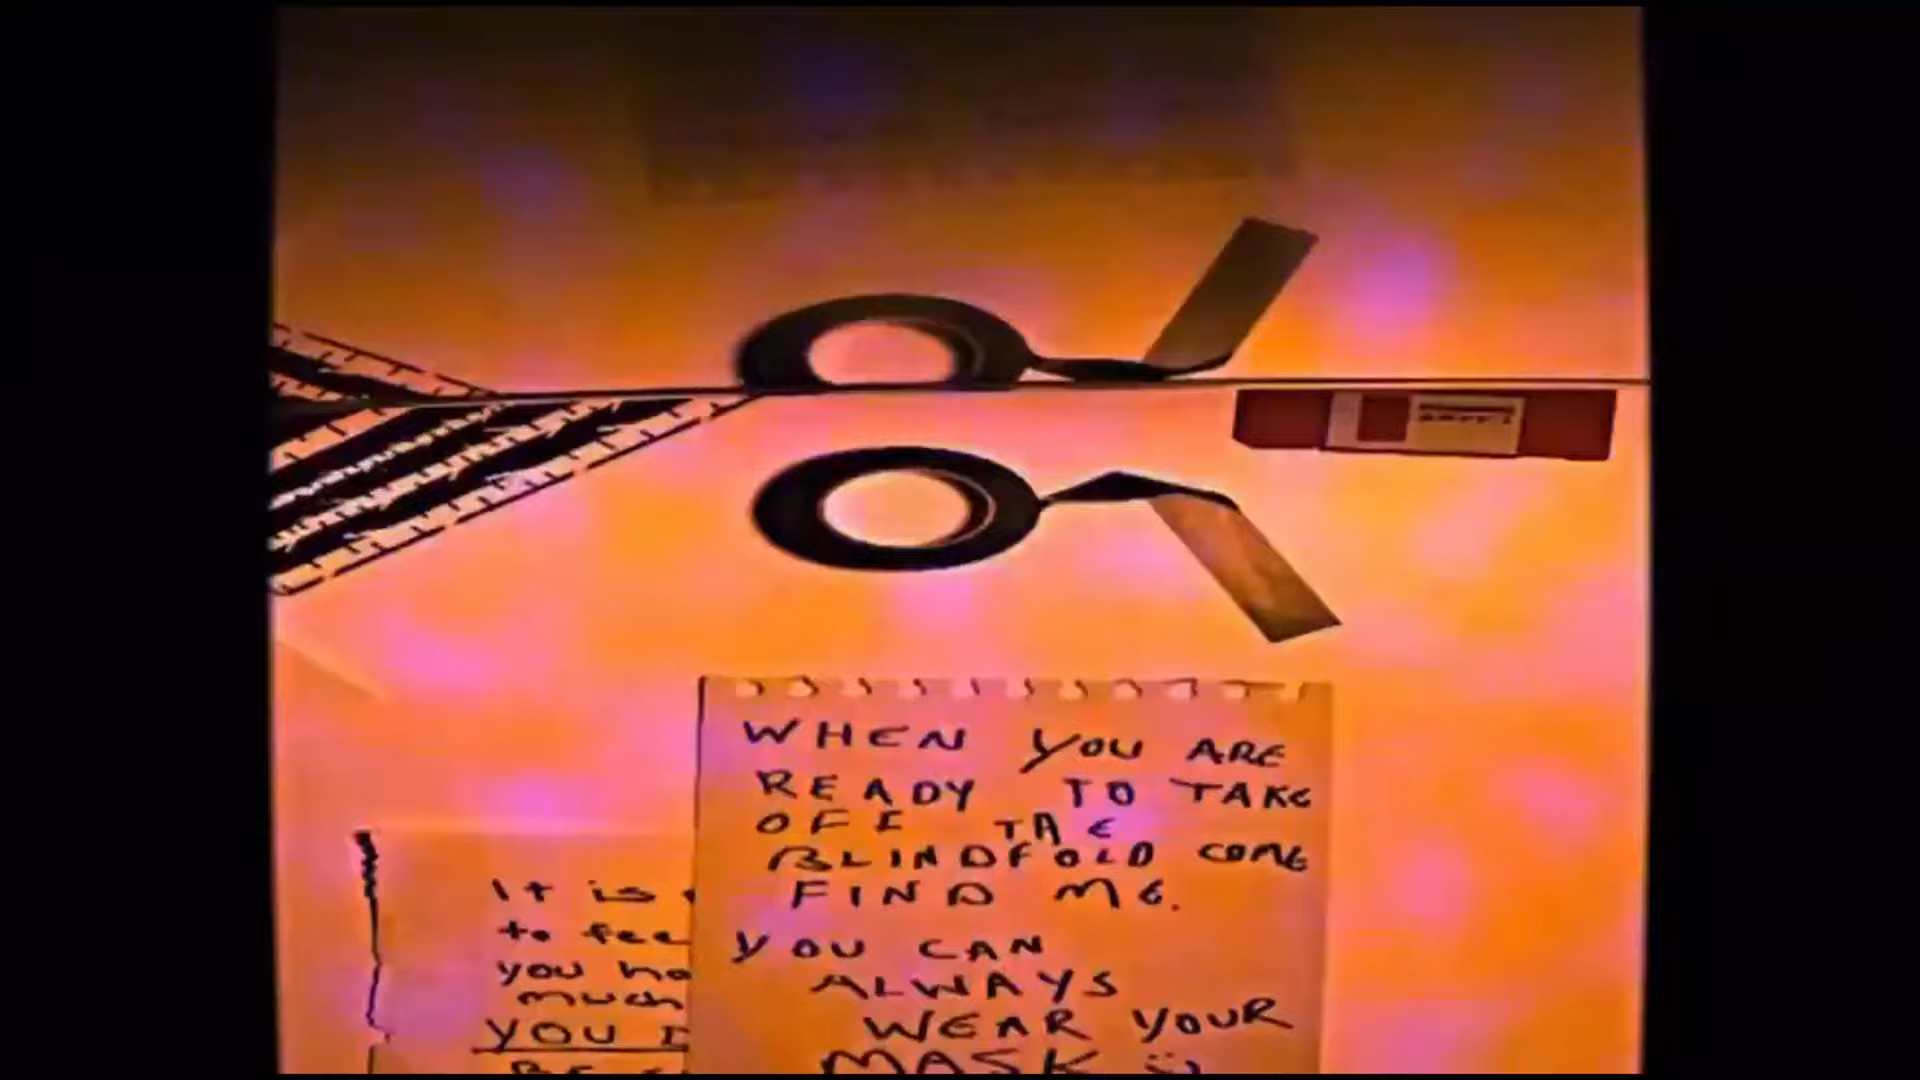 WHEN YOU ARE
READY TO TAKE
OFF THE
BLINDFOLD COME
FIND ME.
YOU CAN
ALWAYS
WEAR YOUR
MASK :)
It is
to fee
you ha
much
YOU